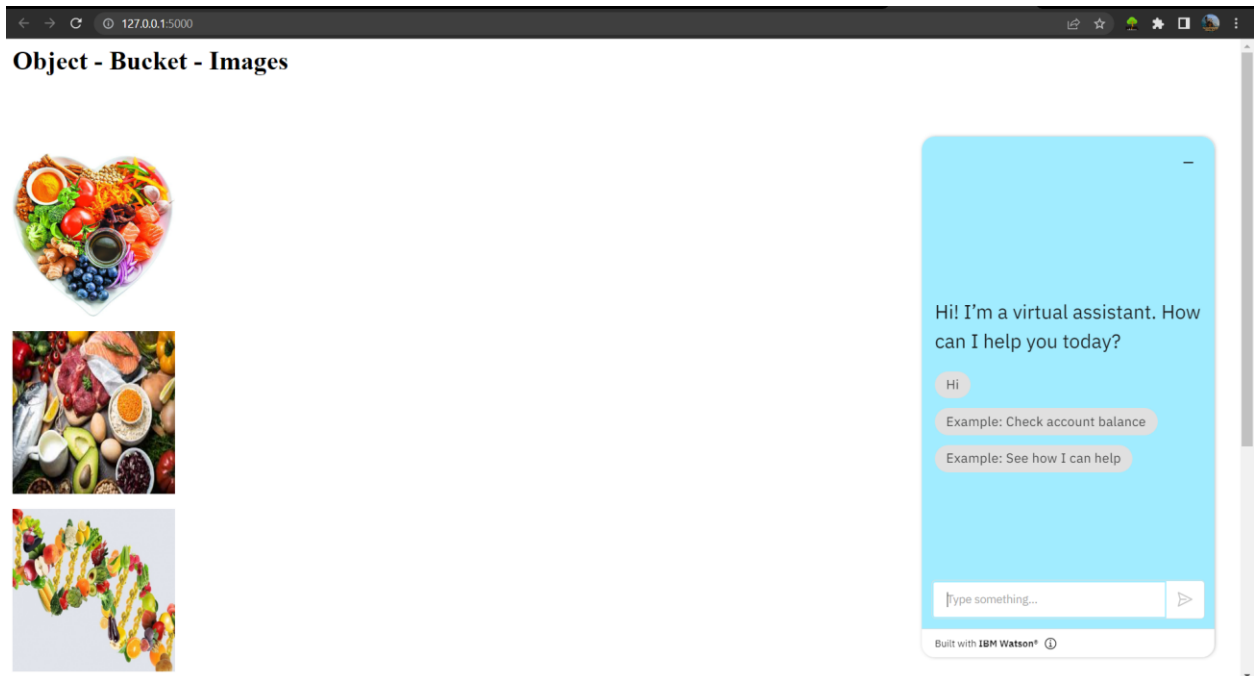 127.0.0.1:5000
Object - Bucket - Images
Hi! I’m a virtual assistant. How
can I help you today?
Hi
Example: Check account balance
Example: See how I can help
Type something...
Built with IBM Watson®